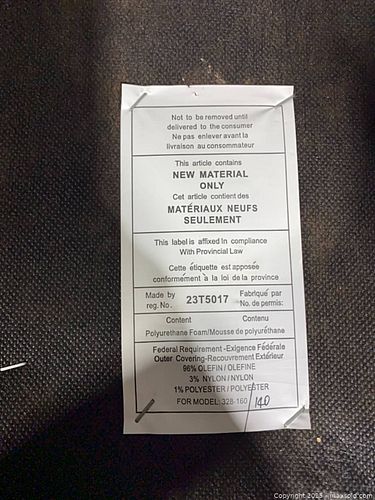 Not to be removed until
delivered to the consumer
Ne pas enlever avant la
livraison au consommateur
This article contains
NEW MATERIAL
ONLY
Cet article contient des
MATÉRIAUX NEUFS
SEULEMENT
This label is affixed in compliance
With Provincial Law
Cette étiquette est apposée
conformément à la loi de la province
Made by reg. No. 23T5017 Fabriqué par No. de permis:
Content Contenu
Polyurethane Foam/Mousse de polyuréthane
Federal Requirement -Exigence Fédérale
Outer Covering-Recouvrement Extérieur
96% OLEFIN / OLEFINE
3% NYLON / NYLON
1% POLYESTER / POLYESTER
FOR MODEL: 328-160 / 140
Copyright 2025 - maxsold.com